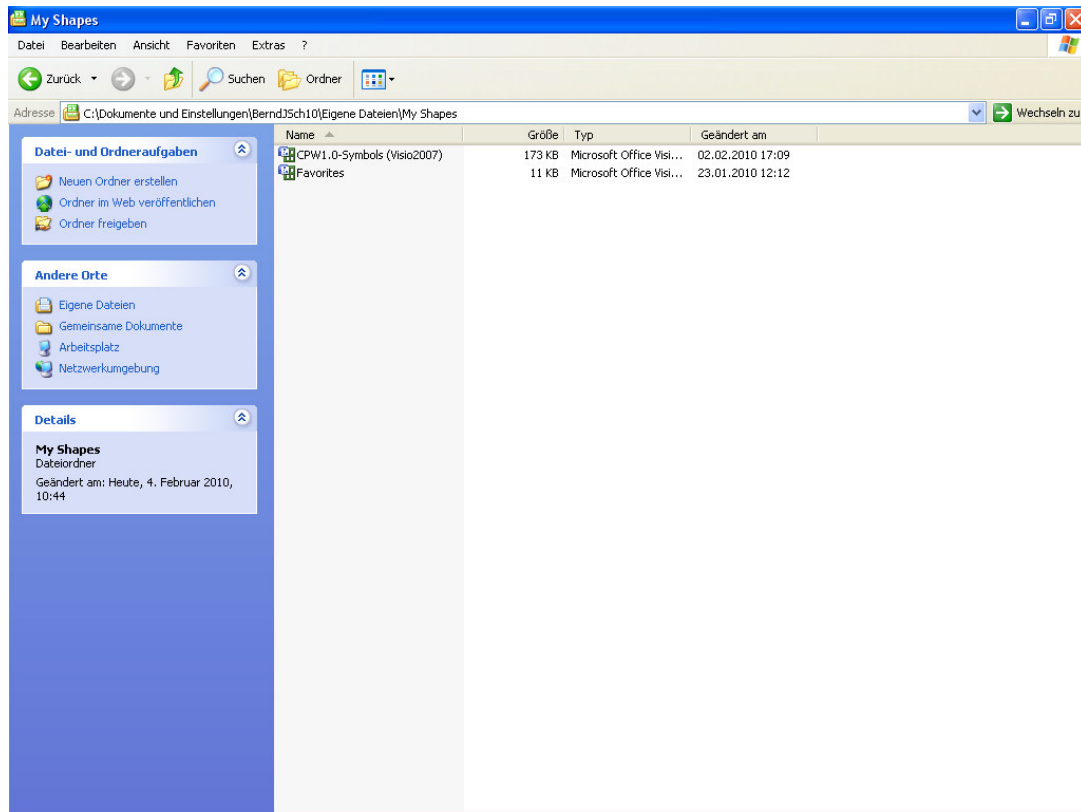 My Shapes
Datei Bearbeiten Ansicht Favoriten Extras ?
Zurück Suchen Ordner
Adresse C:\Dokumente und Einstellungen\BerndJSch10\Eigene Dateien\My Shapes Wechseln zu
Name Größe Typ Geändert am
CPW1.0-Symbols (Visio2007) 173 KB Microsoft Office Visi... 02.02.2010 17:09
Favorites 11 KB Microsoft Office Visi... 23.01.2010 12:12
Datei- und Ordneraufgaben
Neuen Ordner erstellen
Ordner im Web veröffentlichen
Ordner freigeben
Andere Orte
Eigene Dateien
Gemeinsame Dokumente
Arbeitsplatz
Netzwerkumgebung
Details
My Shapes
Dateiordner
Geändert am: Heute, 4. Februar 2010,
10:44